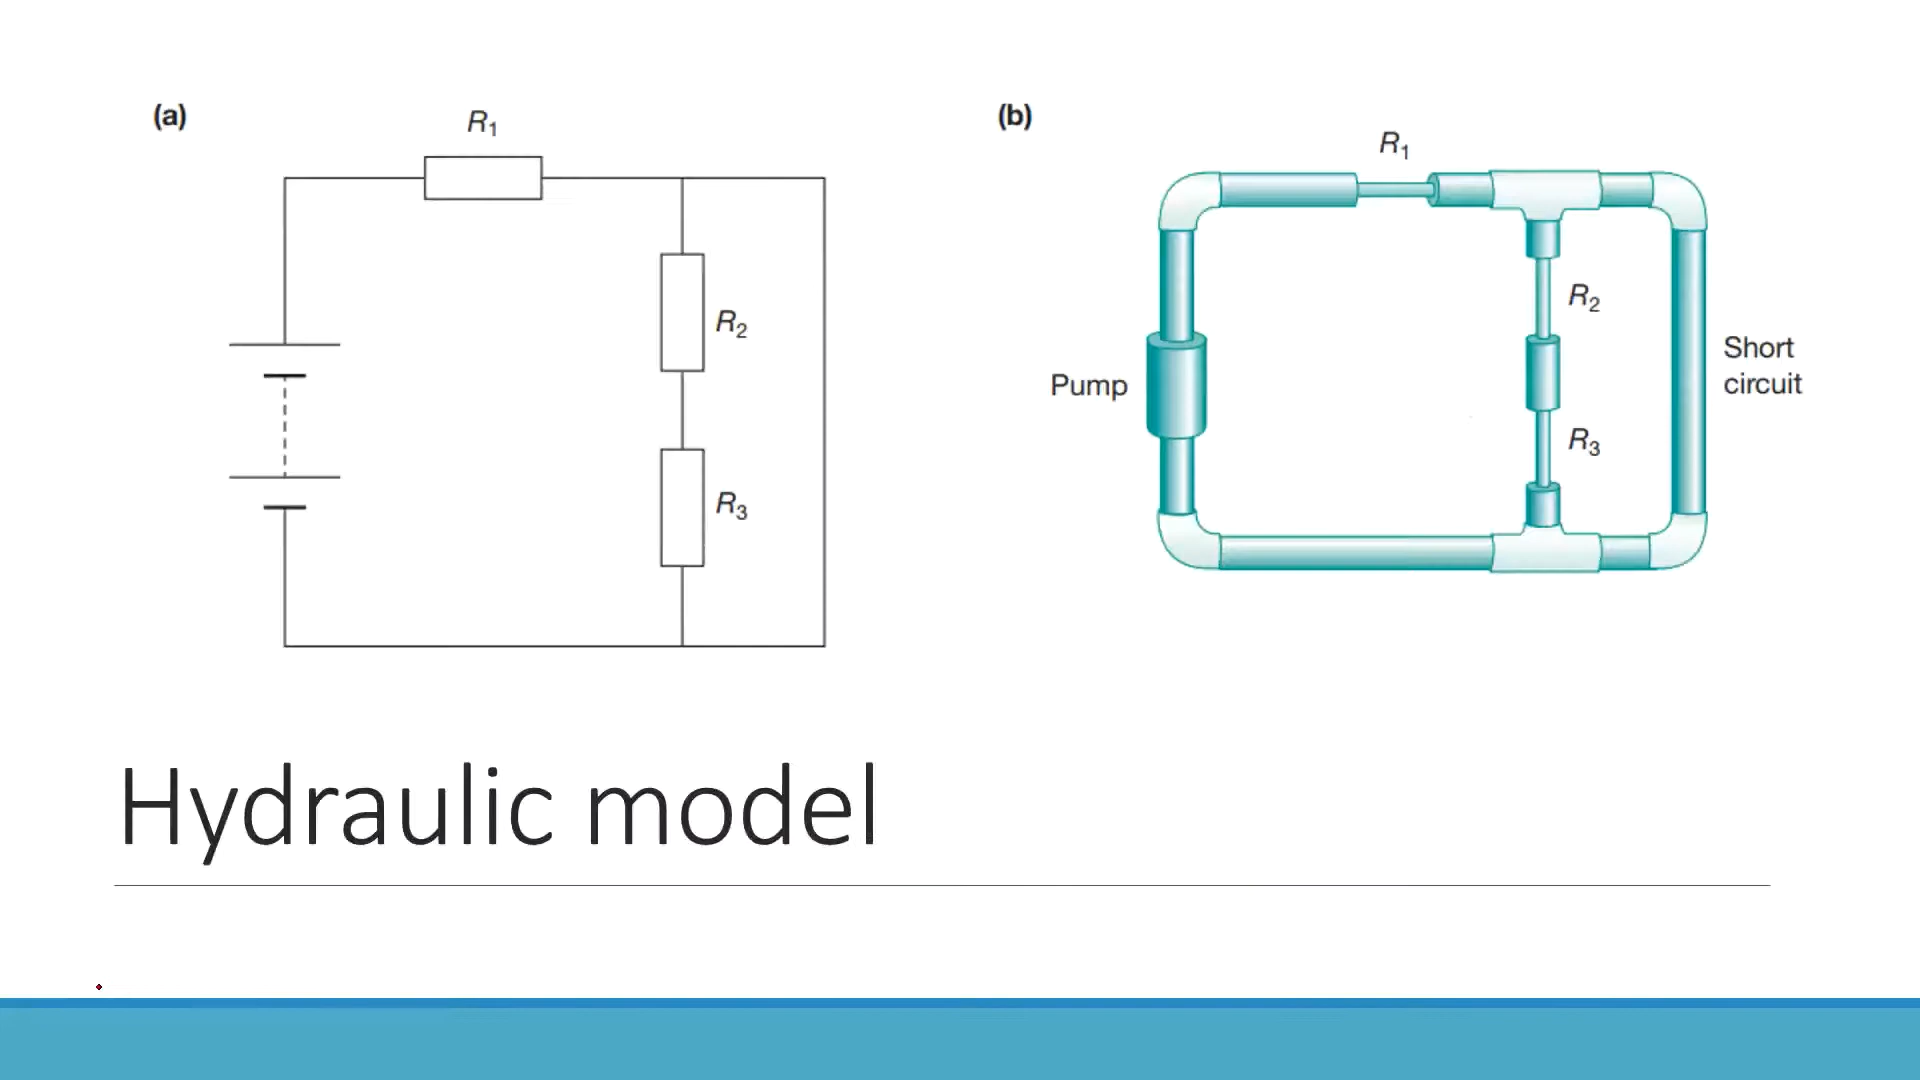 (a)
R1
R2
R3
(b)
R1
R2
Short
circuit
Pump
R3
Hydraulic model